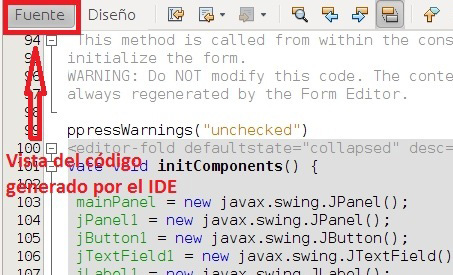 Fuente Diseño
94 This method is called from within the cons
initialize the form.
WARNING: Do NOT modify this code. The conte
always regenerated by the Form Editor.
98
99 ppressWarnings("unchecked")
100 <editor-fold defaultstate="collapsed" desc=
101 vate void initComponents() {
Vista del código
generado por el IDE
102
103 mainPanel = new javax.swing.JPanel();
104 jPanel1 = new javax.swing.JPanel();
105 jButton1 = new javax.swing.JButton();
106 jTextField1 = new javax.swing.JTextField()
107 jLabel1 = new javax.swing.JLabel();